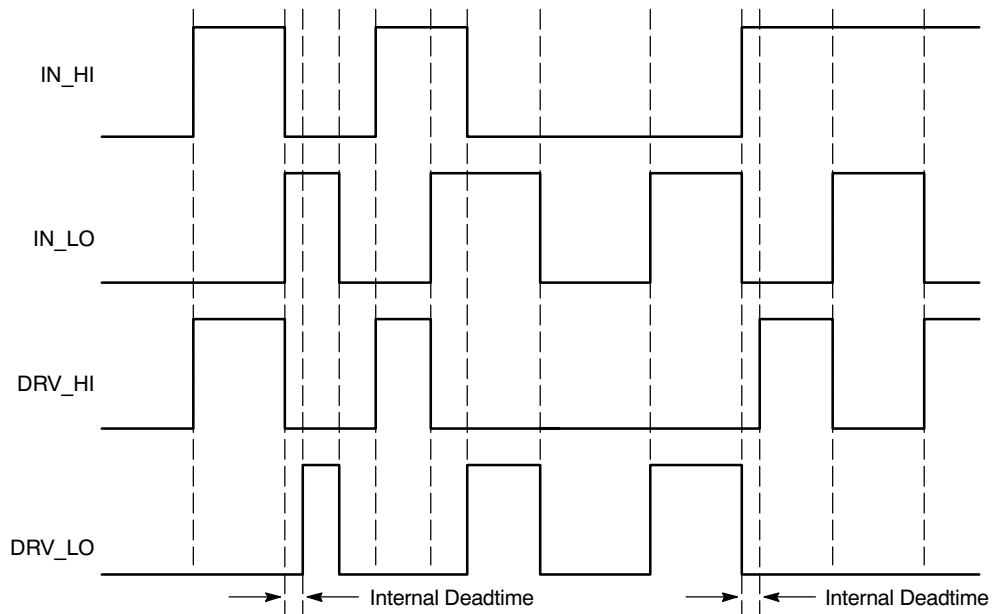 IN_HI
IN_LO
DRV_HI
DRV_LO
Internal Deadtime
Internal Deadtime